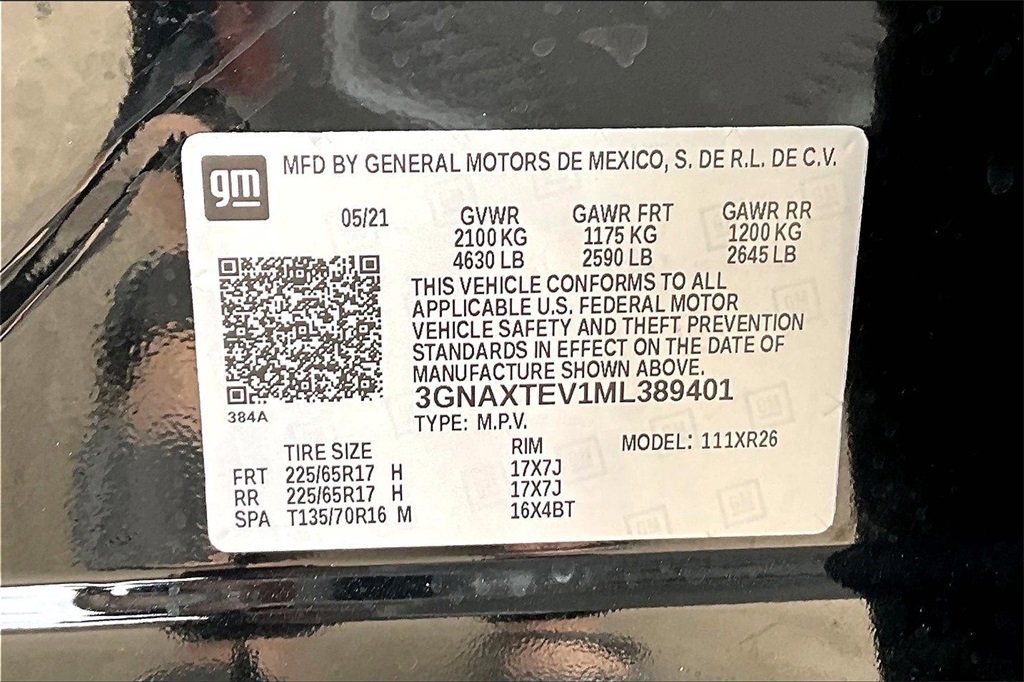 gm
MFD BY GENERAL MOTORS DE MEXICO, S. DE R.L. DE C.V.
05/21 GVWR GAWR FRT GAWR RR
2100 KG 1175 KG 1200 KG
4630 LB 2590 LB 2645 LB
THIS VEHICLE CONFORMS TO ALL
APPLICABLE U.S. FEDERAL MOTOR
VEHICLE SAFETY AND THEFT PREVENTION
STANDARDS IN EFFECT ON THE DATE OF
MANUFACTURE SHOWN ABOVE.
3GNAXTEV1ML389401
384A
TYPE: M.P.V.
MODEL: 111XR26
TIRE SIZE RIM
FRT 225/65R17 H 17X7J
RR 225/65R17 H 17X7J
SPA T135/70R16 M 16X4BT